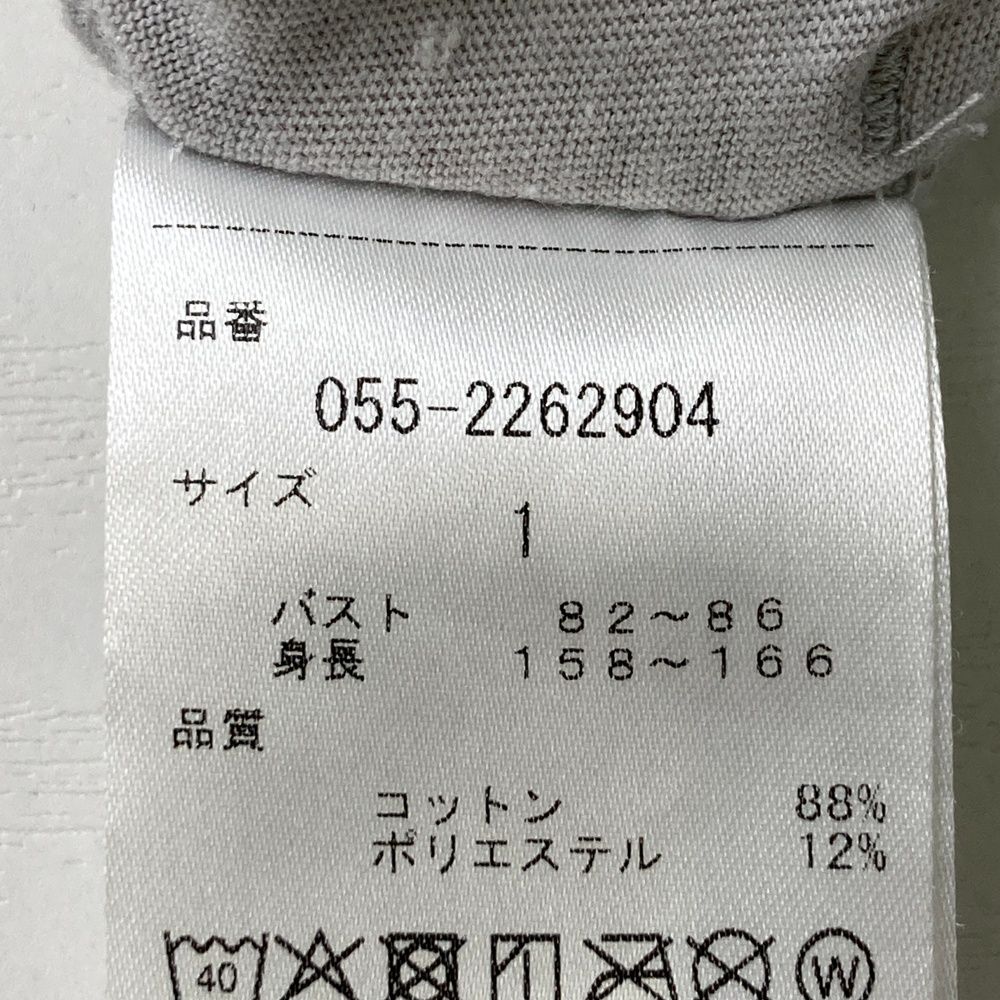 品番
055-2262904
サイズ
1
バスト 82～86
身長 158～166
品質
コットン 88%
ポリエステル 12%
40 W